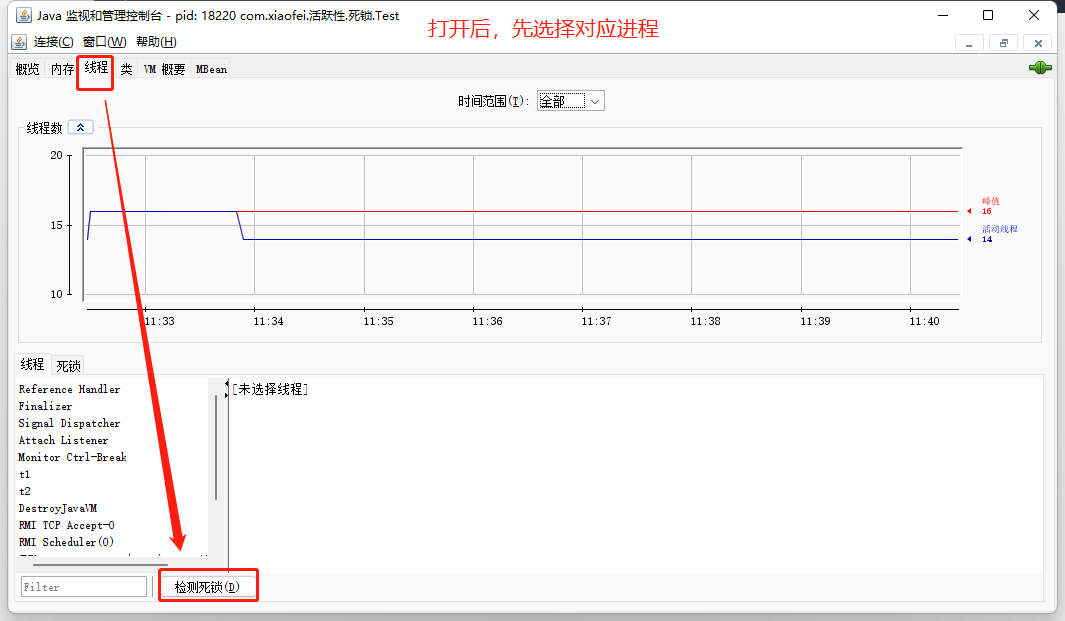 Java 监视和管理控制台 - pid: 18220 com.xiaofei.活跃性.死锁.Test
打开后，先选择对应进程
连接(C) 窗口(W) 帮助(H)
概览 内存 线程 类 VM 概要 MBean
时间范围(T): 全部
线程数
20
15
10
峰值
16
活动线程
14
11:33 11:34 11:35 11:36 11:37 11:38 11:39 11:40
线程 死锁
Reference Handler
Finalizer
Signal Dispatcher
Attach Listener
Monitor Ctrl-Break
t1
t2
DestroyJavaVM
RMI TCP Accept-0
RMI Scheduler(0)
[未选择线程]
Filter
检测死锁(D)